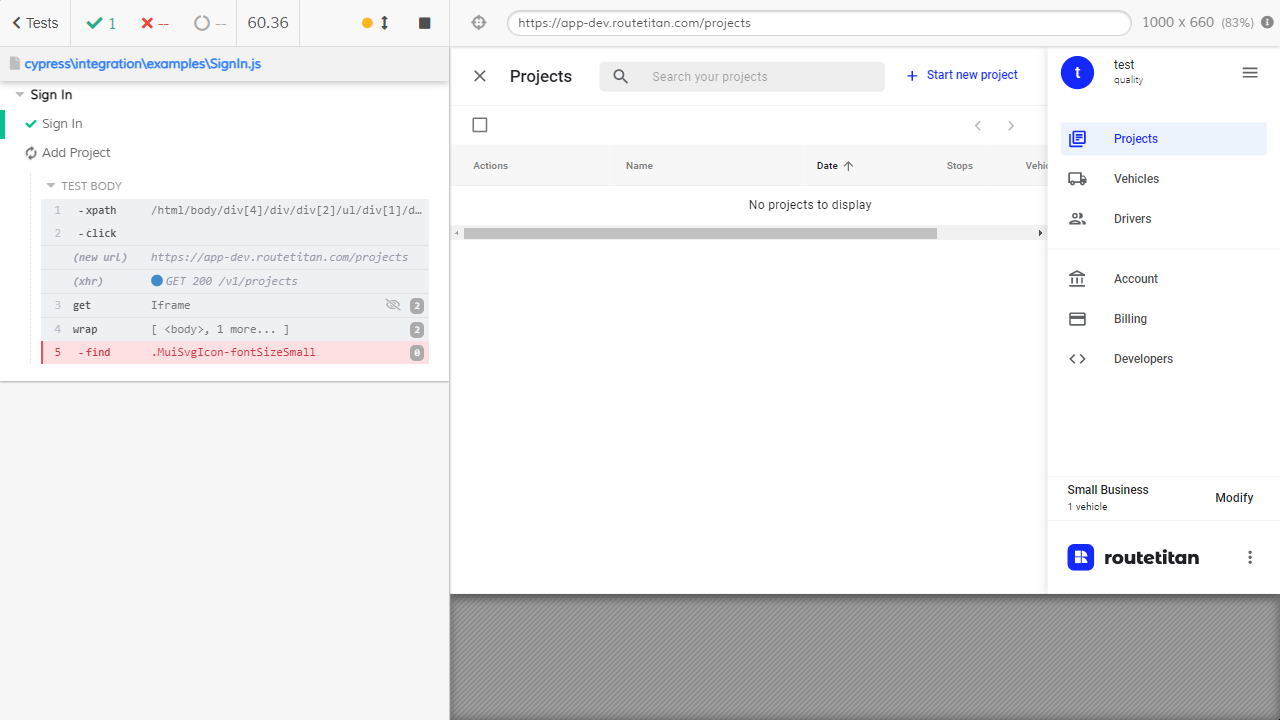 Tests
1
--
--
60.36
https://app-dev.routetitan.com/projects
1000 x 660 (83%)
cypress\integration\examples\SignIn.js
Sign In
Sign In
Add Project
TEST BODY
1 -xpath /html/body/div[4]/div/div[2]/ul/div[1]/d…
2 -click
(new url) https://app-dev.routetitan.com/projects
(xhr) GET 200 /v1/projects
3 get Iframe 2
4 wrap [ <body>, 1 more... ] 2
5 -find .MuiSvgIcon-fontSizeSmall 0
Projects
Search your projects
+ Start new project
Actions Name Date Stops Vehic
No projects to display
t
test
quality
Projects
Vehicles
Drivers
Account
Billing
Developers
Small Business
1 vehicle
Modify
routetitan